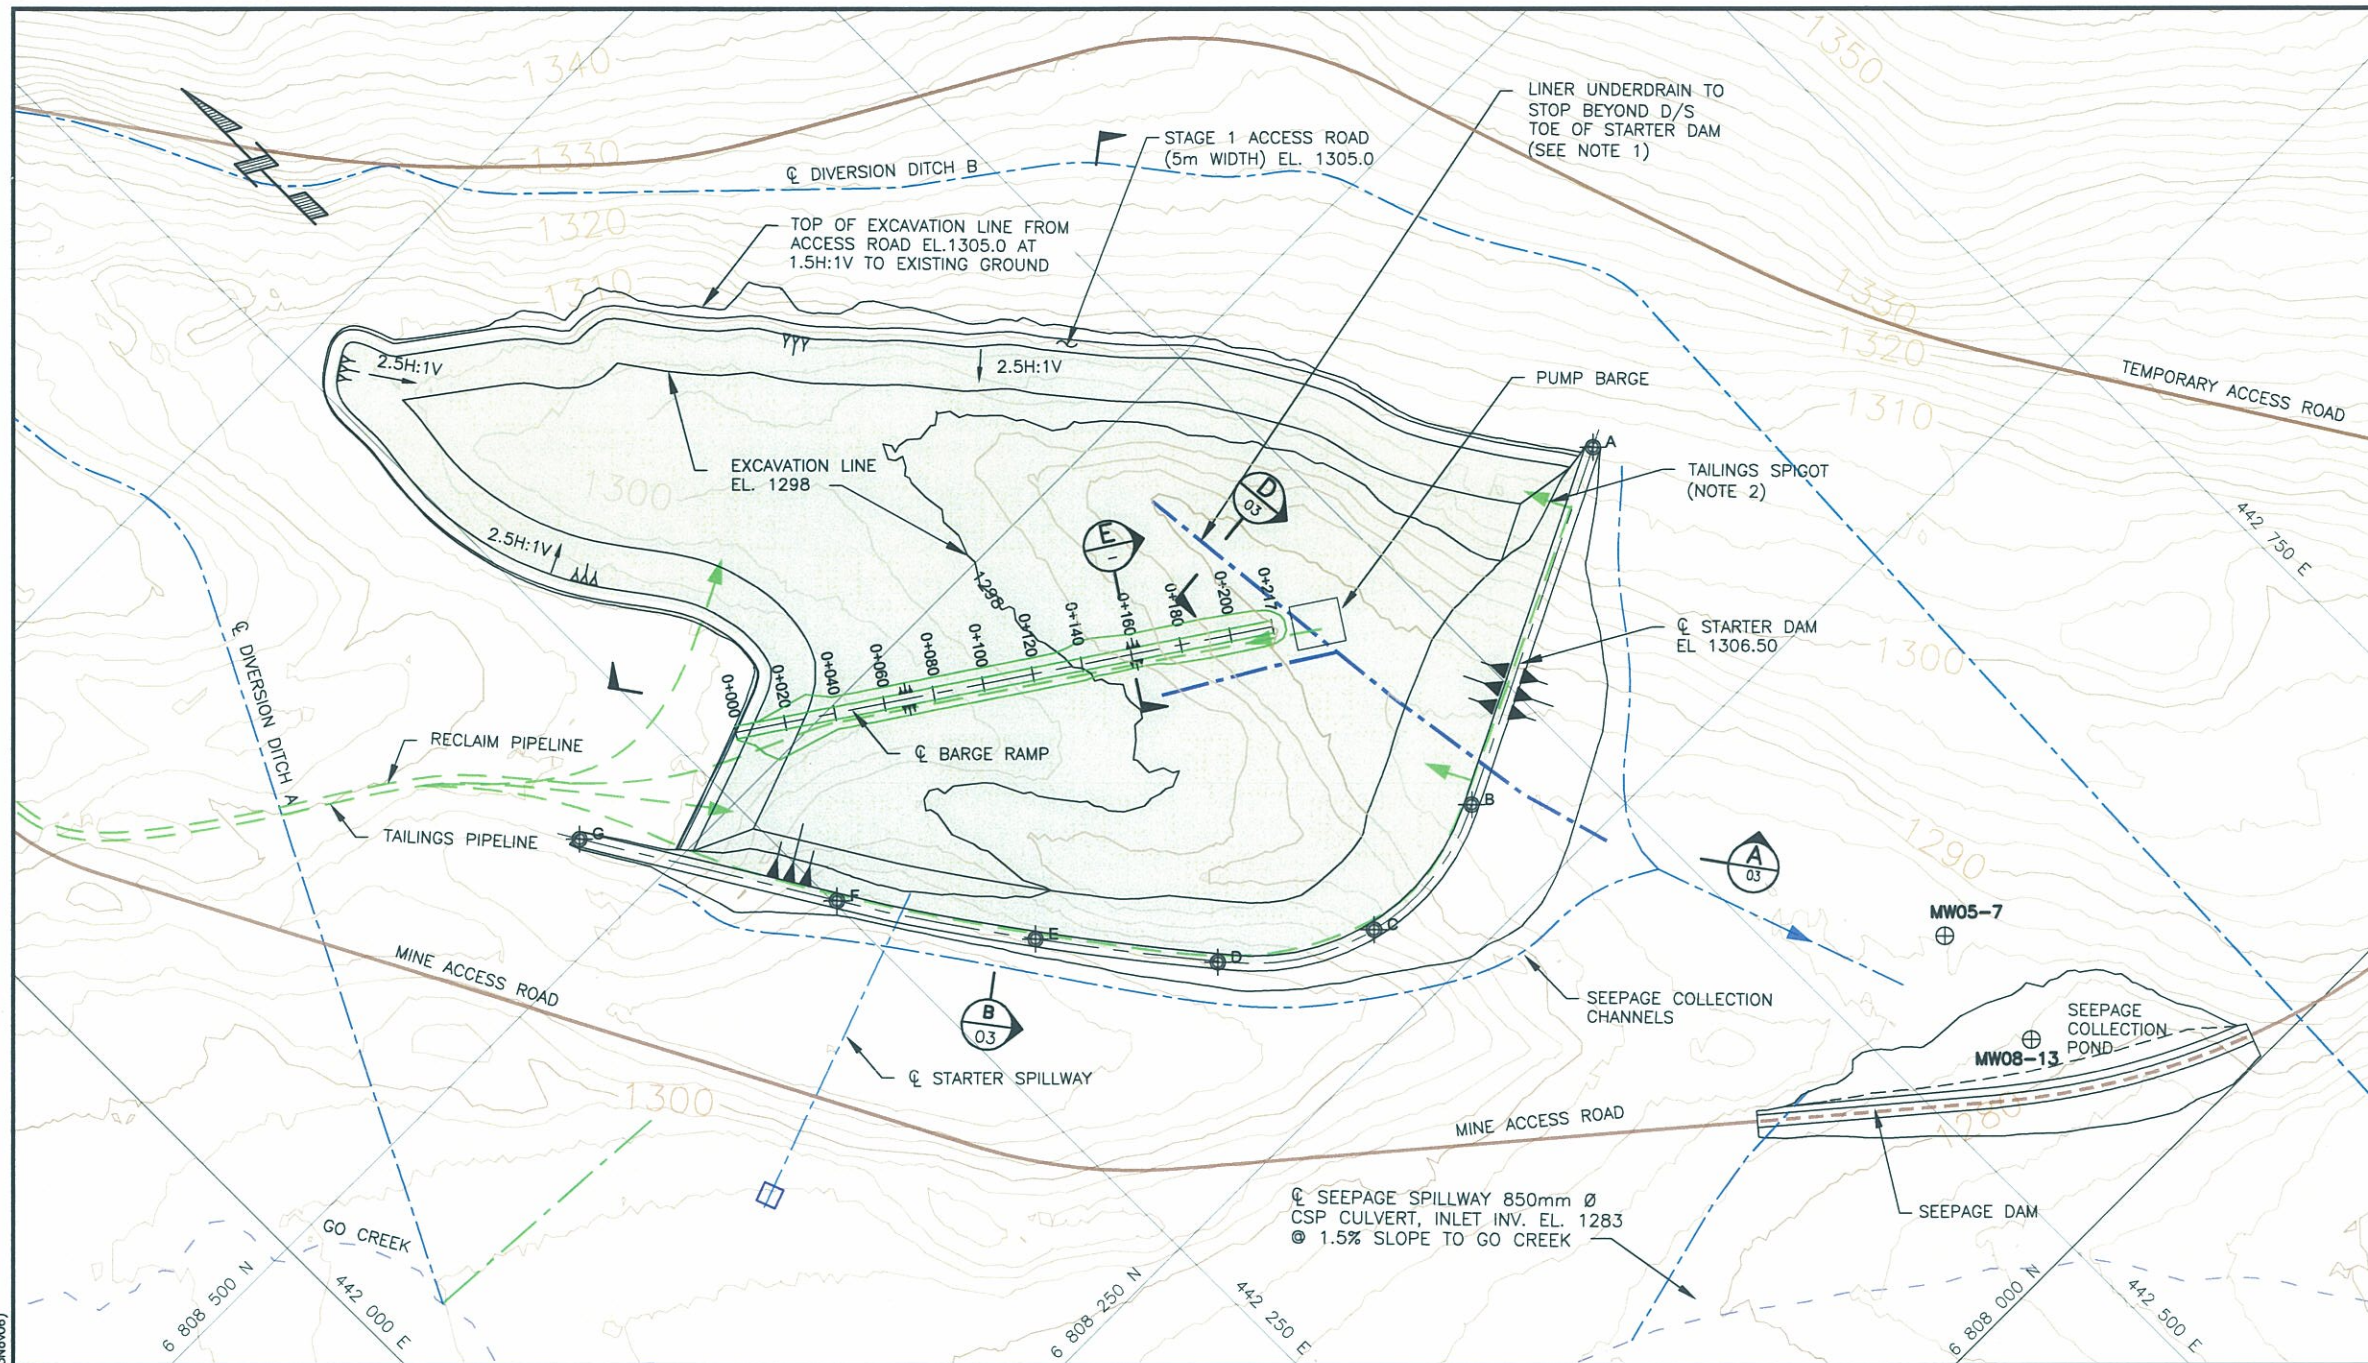 1340
1350
LINER UNDERDRAIN TO
STOP BEYOND D/S
TOE OF STARTER DAM
(SEE NOTE 1)
STAGE 1 ACCESS ROAD
(5m WIDTH) EL. 1305.0
1330
℄ DIVERSION DITCH B
1320
TOP OF EXCAVATION LINE FROM
ACCESS ROAD EL.1305.0 AT
1.5H:1V TO EXISTING GROUND
1310
1330
1320
TEMPORARY ACCESS ROAD
2.5H:1V
2.5H:1V
PUMP BARGE
1310
A
EXCAVATION LINE
EL. 1298
1300
TAILINGS SPIGOT
(NOTE 2)
D
03
E
-
442 750 E
2.5H:1V
1298
0+000
0+020
0+040
0+060
0+080
0+100
0+120
0+140
0+160
0+180
0+200
0+217
℄ STARTER DAM
EL 1306.50
1300
℄ DIVERSION DITCH A
RECLAIM PIPELINE
℄ BARGE RAMP
B
TAILINGS PIPELINE
G
1290
A
03
F
E
D
C
MW05-7
MINE ACCESS ROAD
B
03
SEEPAGE COLLECTION
CHANNELS
SEEPAGE
COLLECTION
POND
MW08-13
℄ STARTER SPILLWAY
1300
MINE ACCESS ROAD
℄ SEEPAGE SPILLWAY 850mm Ø
CSP CULVERT, INLET INV. EL. 1283
@ 1.5% SLOPE TO GO CREEK
SEEPAGE DAM
GO CREEK
6 808 500 N
442 000 E
6 808 250 N
442 250 E
6 808 000 N
442 500 E